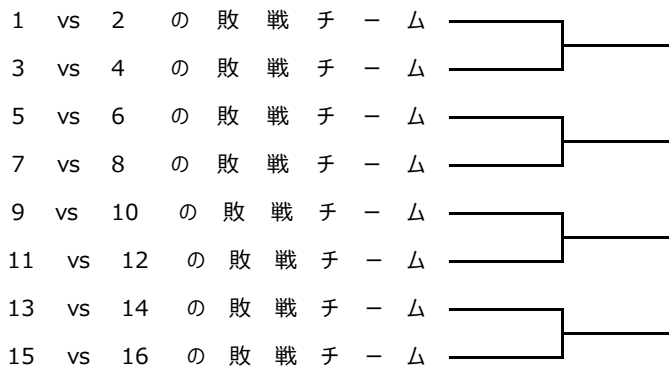 1 vs 2 の敗戦チーム
3 vs 4 の敗戦チーム
5 vs 6 の敗戦チーム
7 vs 8 の敗戦チーム
9 vs 10 の敗戦チーム
11 vs 12 の敗戦チーム
13 vs 14 の敗戦チーム
15 vs 16 の敗戦チーム